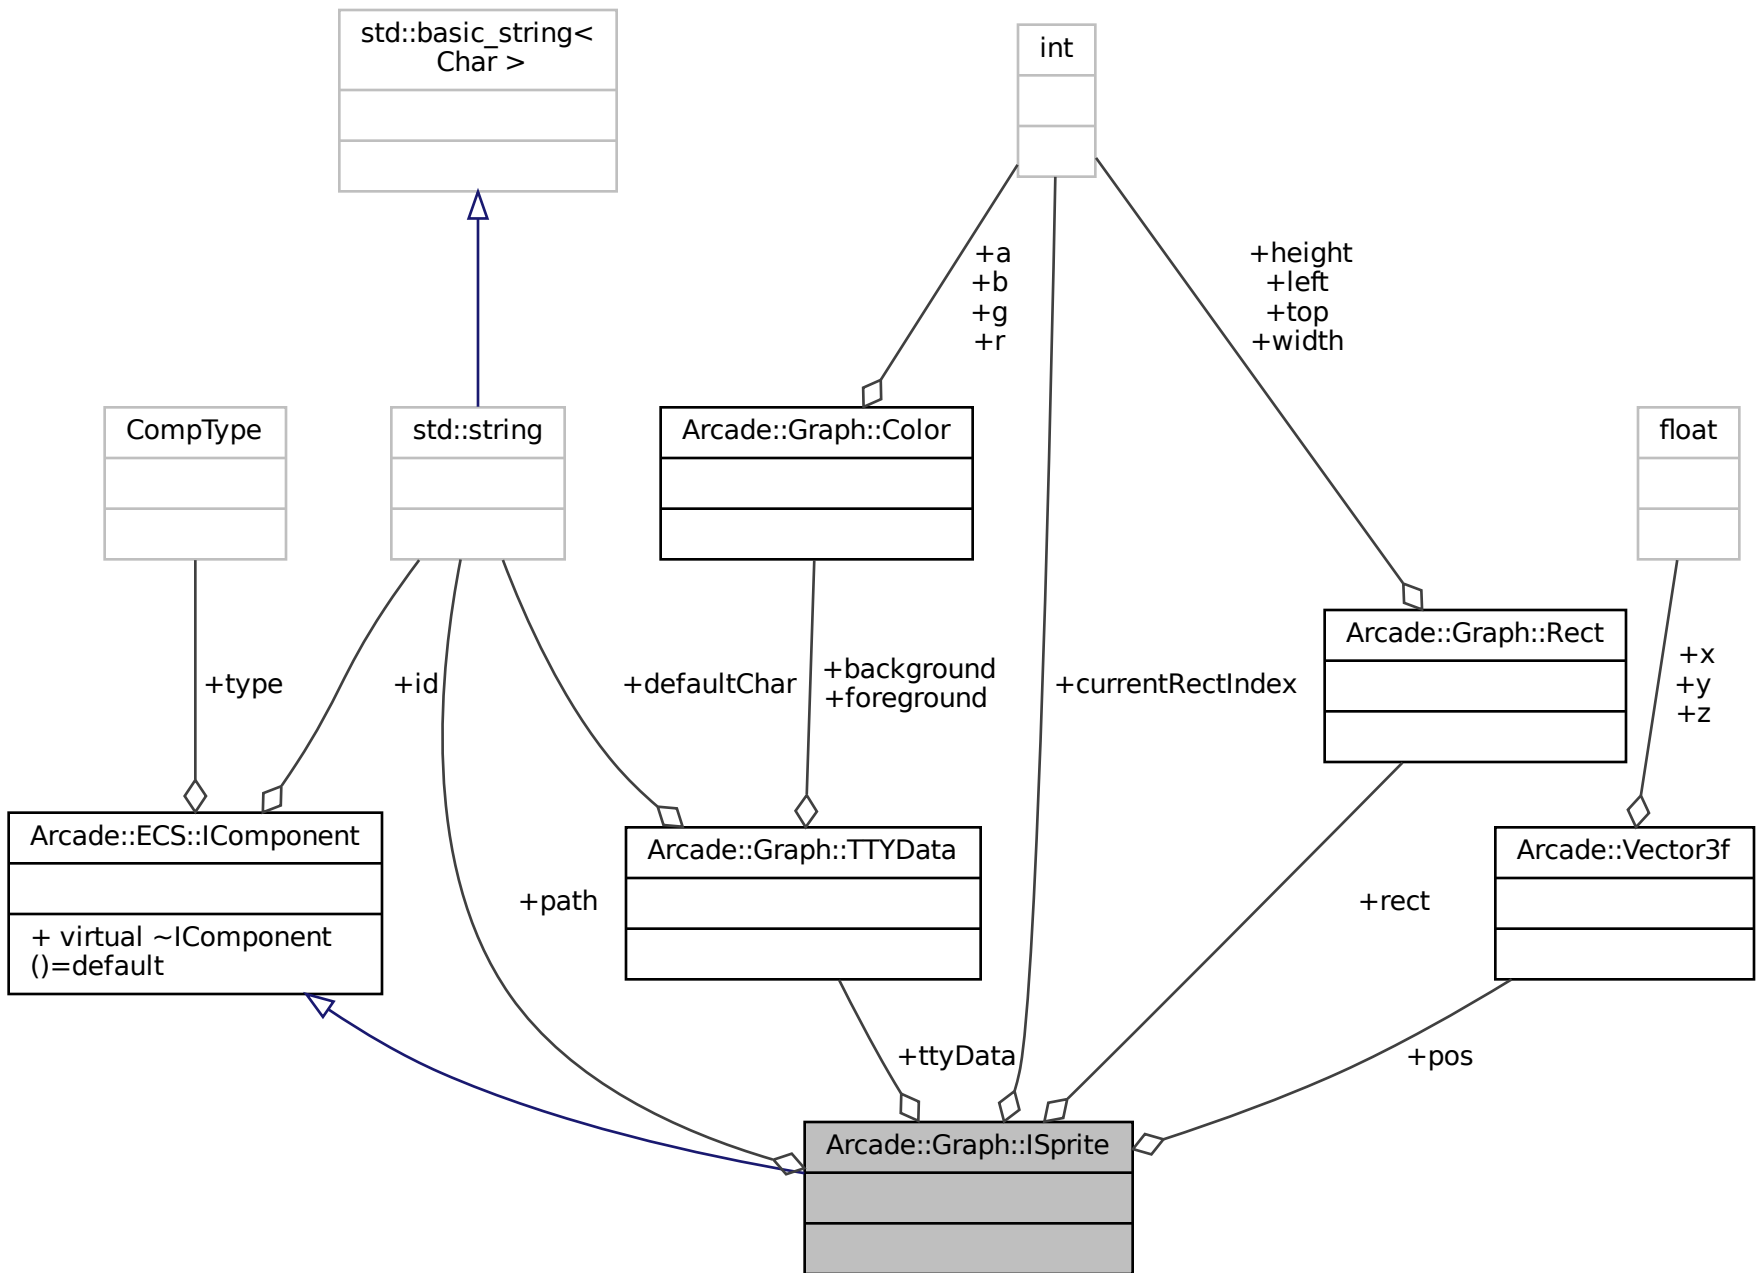 std::basic_string<
Char >
int
+a
+b
+g
+r
+height
+left
+top
+width
CompType
std::string
Arcade::Graph::Color
float
Arcade::Graph::Rect
+type
+id
+defaultChar
+background
+foreground
+currentRectIndex
+x
+y
+z
Arcade::ECS::IComponent
+ virtual ~IComponent
()=default
Arcade::Graph::TTYData
Arcade::Vector3f
+path
+rect
+ttyData
+pos
Arcade::Graph::ISprite